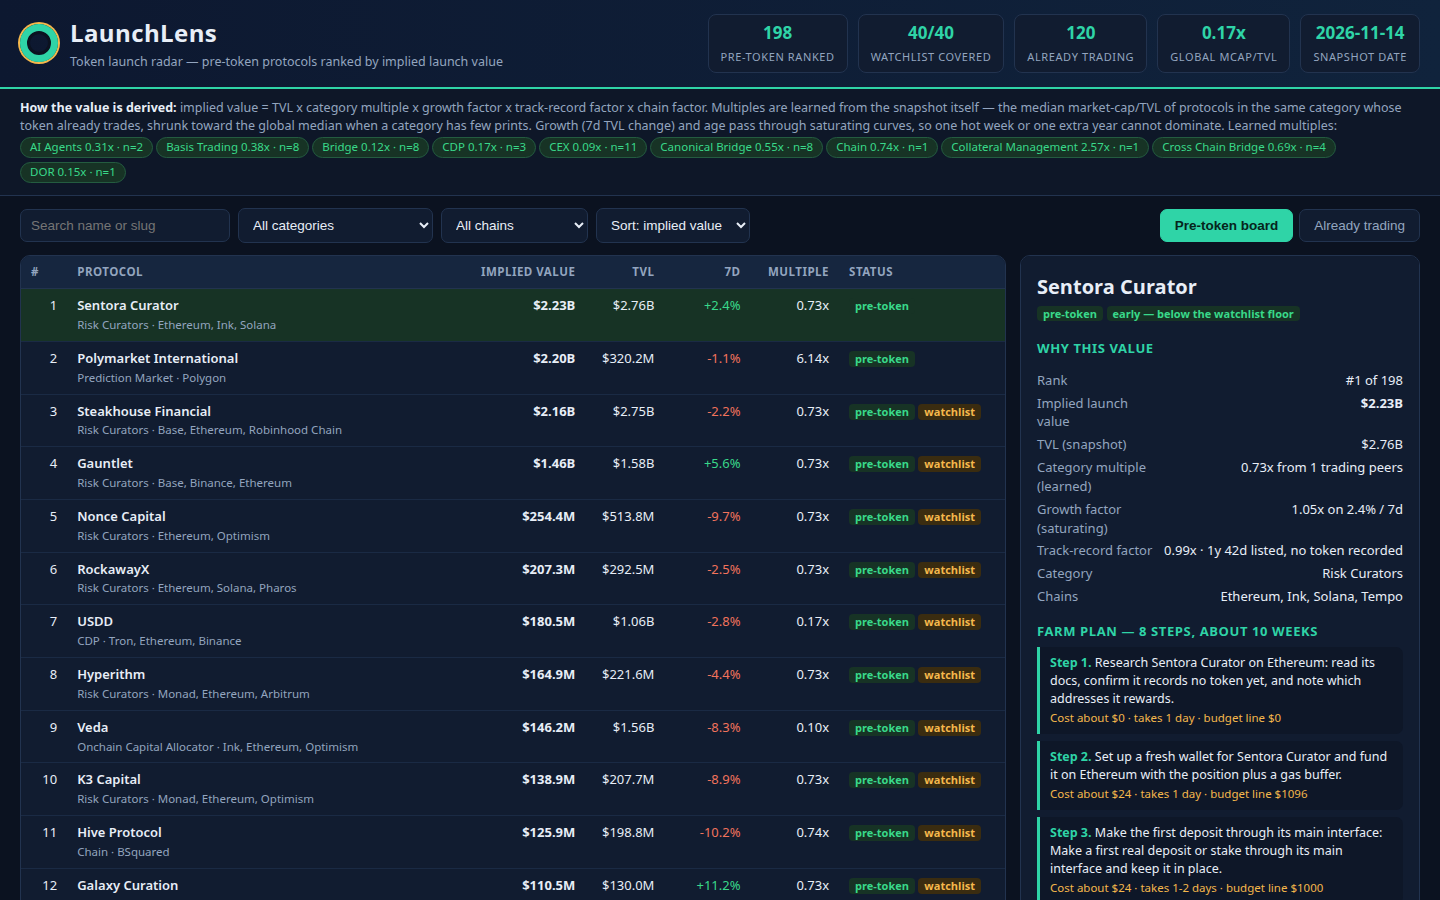 LaunchLens
Token launch radar — pre-token protocols ranked by implied launch value
198
PRE-TOKEN RANKED
40/40
WATCHLIST COVERED
120
ALREADY TRADING
0.17x
GLOBAL MCAP/TVL
2026-11-14
SNAPSHOT DATE
How the value is derived: implied value = TVL x category multiple x growth factor x track-record factor x chain factor. Multiples are learned from the snapshot itself — the median market-cap/TVL of protocols in the same category whose
token already trades, shrunk toward the global median when a category has few prints. Growth (7d TVL change) and age pass through saturating curves, so one hot week or one extra year cannot dominate. Learned multiples:
AI Agents 0.31x · n=2 Basis Trading 0.38x · n=8 Bridge 0.12x · n=8 CDP 0.17x · n=3 CEX 0.09x · n=11 Canonical Bridge 0.55x · n=8 Chain 0.74x · n=1 Collateral Management 2.57x · n=1 Cross Chain Bridge 0.69x · n=4
DOR 0.15x · n=1
Search name or slug All categories All chains Sort: implied value Pre-token board Already trading
# PROTOCOL IMPLIED VALUE TVL 7D MULTIPLE STATUS
1 Sentora Curator $2.23B $2.76B +2.4% 0.73x pre-token
Risk Curators · Ethereum, Ink, Solana
2 Polymarket International $2.20B $320.2M -1.1% 6.14x pre-token
Prediction Market · Polygon
3 Steakhouse Financial $2.16B $2.75B -2.2% 0.73x pre-token watchlist
Risk Curators · Base, Ethereum, Robinhood Chain
4 Gauntlet $1.46B $1.58B +5.6% 0.73x pre-token watchlist
Risk Curators · Base, Binance, Ethereum
5 Nonce Capital $254.4M $513.8M -9.7% 0.73x pre-token watchlist
Risk Curators · Ethereum, Optimism
6 RockawayX $207.3M $292.5M -2.5% 0.73x pre-token watchlist
Risk Curators · Ethereum, Solana, Pharos
7 USDD $180.5M $1.06B -2.8% 0.17x pre-token watchlist
CDP · Tron, Ethereum, Binance
8 Hyperithm $164.9M $221.6M -4.4% 0.73x pre-token watchlist
Risk Curators · Monad, Ethereum, Arbitrum
9 Veda $146.2M $1.56B -8.3% 0.10x pre-token watchlist
Onchain Capital Allocator · Ink, Ethereum, Optimism
10 K3 Capital $138.9M $207.7M -8.9% 0.73x pre-token watchlist
Risk Curators · Monad, Ethereum, Optimism
11 Hive Protocol $125.9M $198.8M -10.2% 0.74x pre-token watchlist
Chain · BSquared
12 Galaxy Curation $110.5M $130.0M +11.2% 0.73x pre-token watchlist
Sentora Curator
pre-token early — below the watchlist floor
WHY THIS VALUE
Rank #1 of 198
Implied launch value $2.23B
TVL (snapshot) $2.76B
Category multiple (learned) 0.73x from 1 trading peers
Growth factor (saturating) 1.05x on 2.4% / 7d
Track-record factor 0.99x · 1y 42d listed, no token recorded
Category Risk Curators
Chains Ethereum, Ink, Solana, Tempo
FARM PLAN — 8 STEPS, ABOUT 10 WEEKS
Step 1. Research Sentora Curator on Ethereum: read its
docs, confirm it records no token yet, and note which
addresses it rewards.
Cost about $0 · takes 1 day · budget line $0
Step 2. Set up a fresh wallet for Sentora Curator and fund
it on Ethereum with the position plus a gas buffer.
Cost about $24 · takes 1 day · budget line $1096
Step 3. Make the first deposit through its main interface:
Make a first real deposit or stake through its main
interface and keep it in place.
Cost about $24 · takes 1-2 days · budget line $1000